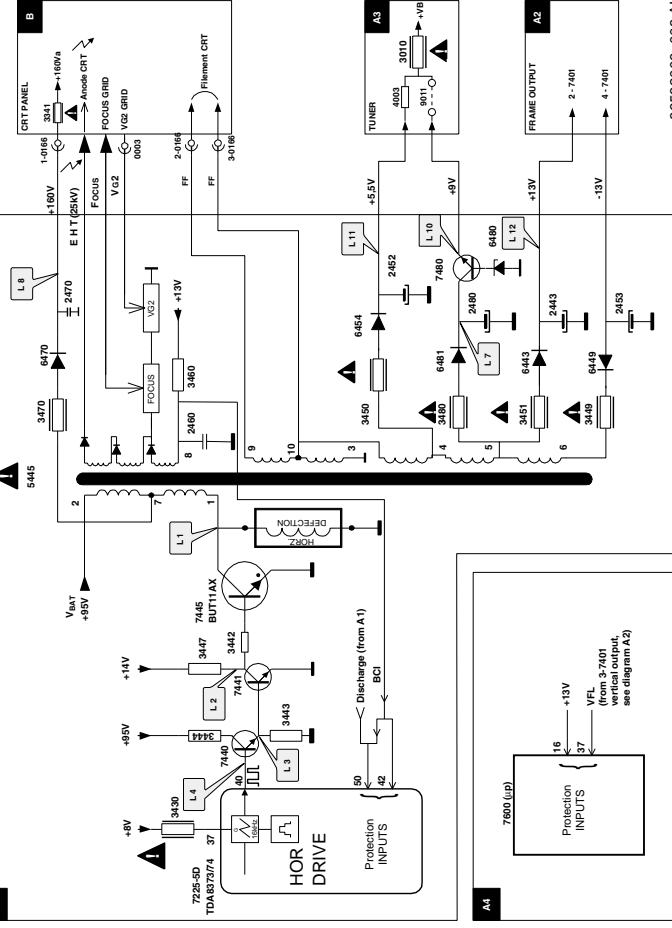 B
CRT PANEL
+160Va
3341
Anode CRT
FOCUS GRID
VG2 GRID
Filement CRT
1-0166
0003
2-0166
3-0166
+160V
E H T (25kV)
FOCUS
VG2
FF
FF
L 8
2470
6470
3470
VG2
FOCUS
+13V
3460
2460
8
9
10
3
4
5
6
5445
2
7
1
A3
TUNER
+VB
3010
4003
9011
+5,5V
+9V
L 11
2452
6454
3450
L 10
7480
6480
2480
L 7
6481
3480
A2
FRAME OUTPUT
2 - 7401
4 - 7401
+13V
-13V
L 12
2443
6443
3451
2453
6449
3449
VBAT
+95V
L1
HORZ.
DEFECTION
7445
BUT11AX
3442
+14V
3447
L 2
7441
+95V
3444
7440
3443
L 3
L 4
40
+8V
3430
37
7225-5D
TDA8373/74
G
16kHz
HOR
DRIVE
Protection
INPUTS
50
42
Discharge (from A1)
BCI
A4
7600 (µp)
Protection
INPUTS
16
+13V
37
VFL
(from 3-7401
vertical output,
see diagram A2)